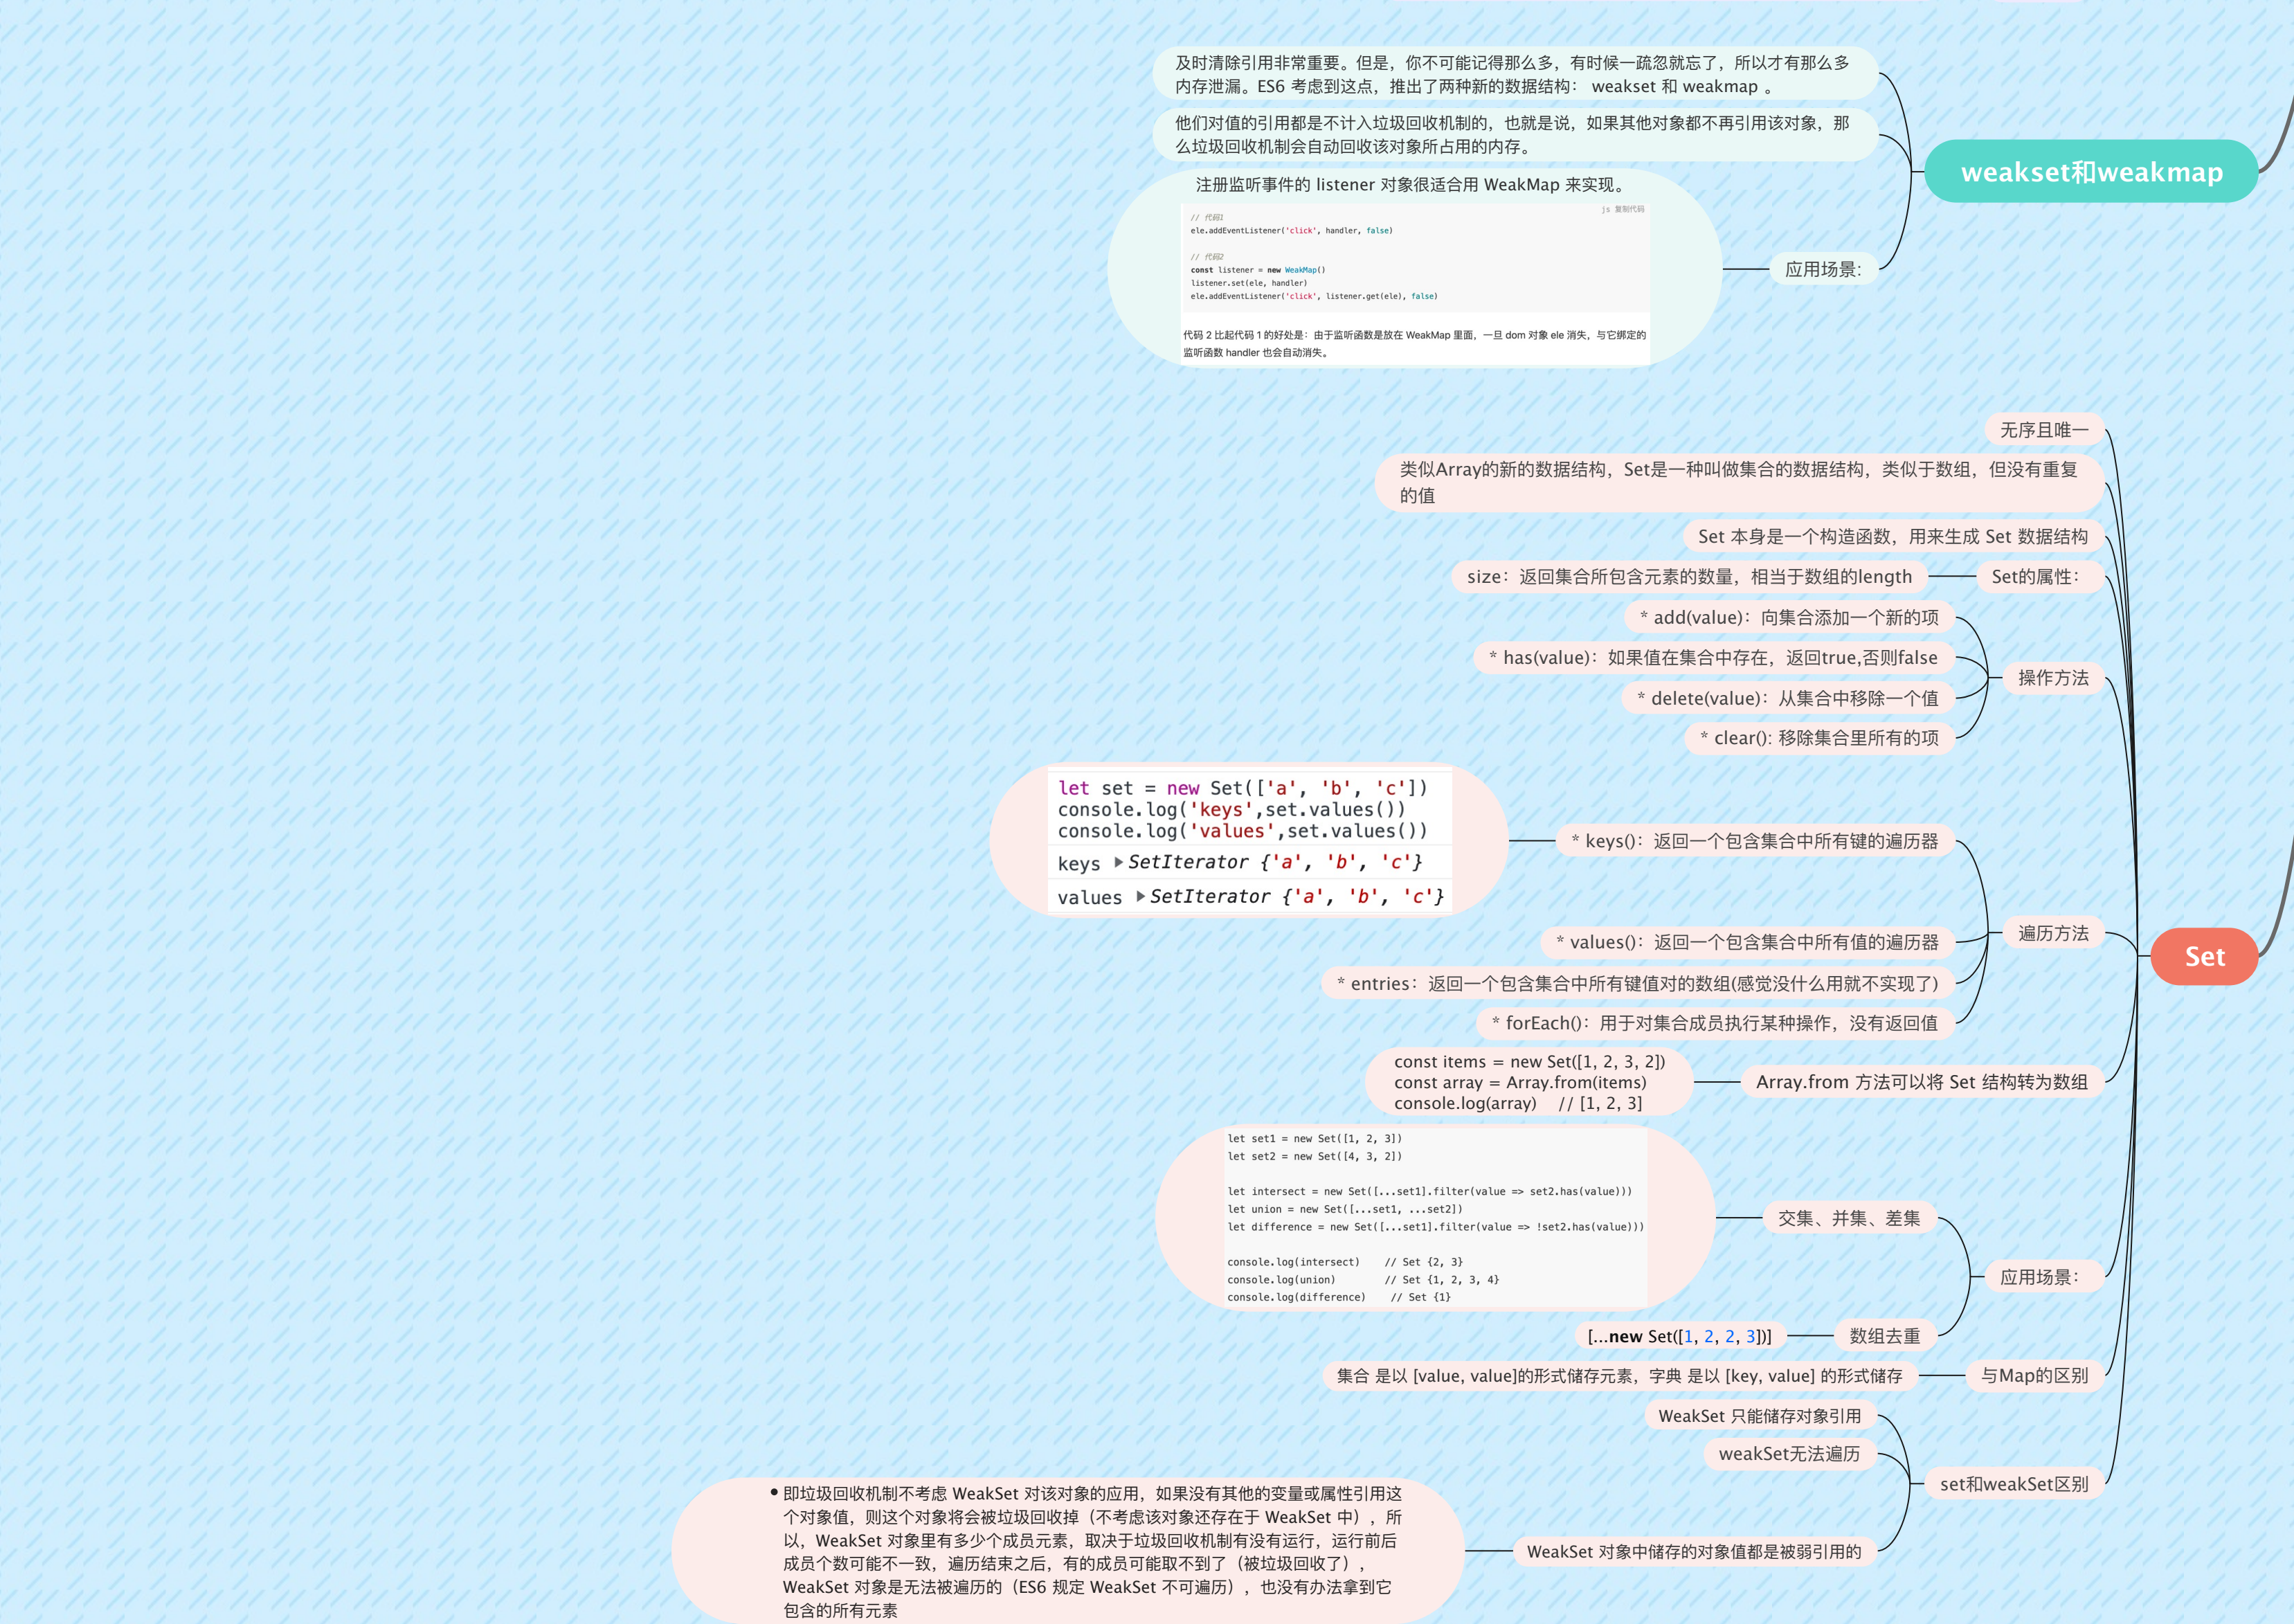 及时清除引用非常重要。但是，你不可能记得那么多，有时候一疏忽就忘了，所以才有那么多
内存泄漏。ES6 考虑到这点，推出了两种新的数据结构： weakset 和 weakmap 。
他们对值的引用都是不计入垃圾回收机制的，也就是说，如果其他对象都不再引用该对象，那
么垃圾回收机制会自动回收该对象所占用的内存。
weakset和weakmap
注册监听事件的 listener 对象很适合用 WeakMap 来实现。
js 复制代码
// 代码1
ele.addEventListener('click', handler, false)
// 代码2
const listener = new WeakMap()
listener.set(ele, handler)
ele.addEventListener('click', listener.get(ele), false)
代码 2 比起代码 1 的好处是：由于监听函数是放在 WeakMap 里面，一旦 dom 对象 ele 消失，与它绑定的
监听函数 handler 也会自动消失。
应用场景:
无序且唯一
类似Array的新的数据结构，Set是一种叫做集合的数据结构，类似于数组，但没有重复
的值
Set 本身是一个构造函数，用来生成 Set 数据结构
size：返回集合所包含元素的数量，相当于数组的length
Set的属性：
* add(value)：向集合添加一个新的项
* has(value)：如果值在集合中存在，返回true,否则false
* delete(value)：从集合中移除一个值
* clear(): 移除集合里所有的项
操作方法
let set = new Set(['a', 'b', 'c'])
console.log('keys',set.values())
console.log('values',set.values())
keys ▶SetIterator {'a', 'b', 'c'}
values ▶SetIterator {'a', 'b', 'c'}
* keys()：返回一个包含集合中所有键的遍历器
* values()：返回一个包含集合中所有值的遍历器
* entries：返回一个包含集合中所有键值对的数组(感觉没什么用就不实现了)
* forEach()：用于对集合成员执行某种操作，没有返回值
遍历方法
Set
const items = new Set([1, 2, 3, 2])
const array = Array.from(items)
console.log(array) // [1, 2, 3]
Array.from 方法可以将 Set 结构转为数组
let set1 = new Set([1, 2, 3])
let set2 = new Set([4, 3, 2])
let intersect = new Set([...set1].filter(value => set2.has(value)))
let union = new Set([...set1, ...set2])
let difference = new Set([...set1].filter(value => !set2.has(value)))
console.log(intersect) // Set {2, 3}
console.log(union) // Set {1, 2, 3, 4}
console.log(difference) // Set {1}
交集、并集、差集
应用场景：
[...new Set([1, 2, 2, 3])]
数组去重
集合 是以 [value, value]的形式储存元素，字典 是以 [key, value] 的形式储存
与Map的区别
WeakSet 只能储存对象引用
weakSet无法遍历
set和weakSet区别
• 即垃圾回收机制不考虑 WeakSet 对该对象的应用，如果没有其他的变量或属性引用这
个对象值，则这个对象将会被垃圾回收掉（不考虑该对象还存在于 WeakSet 中），所
以，WeakSet 对象里有多少个成员元素，取决于垃圾回收机制有没有运行，运行前后
成员个数可能不一致，遍历结束之后，有的成员可能取不到了（被垃圾回收了），
WeakSet 对象是无法被遍历的（ES6 规定 WeakSet 不可遍历），也没有办法拿到它
包含的所有元素
WeakSet 对象中储存的对象值都是被弱引用的